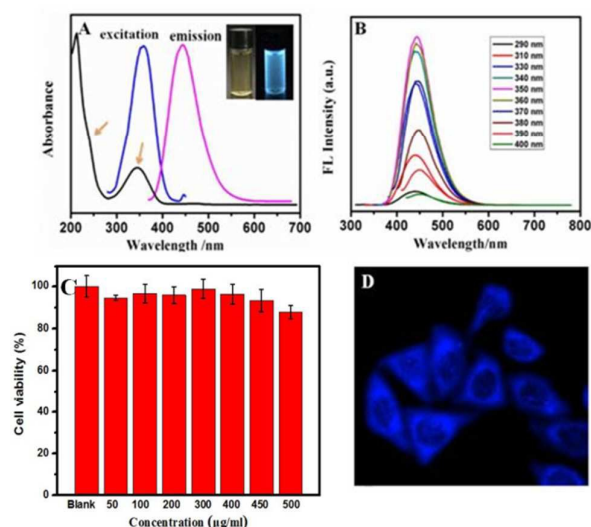 A
excitation emission
Absorbance
200 300 400 500 600 700
Wavelength /nm
B
290 nm
310 nm
330 nm
340 nm
350 nm
360 nm
370 nm
380 nm
390 nm
400 nm
FL Intensity (a.u.)
300 400 500 600 700 800
Wavelength/nm
C
Cell viability (%)
100
80
60
40
20
0
Blank 50 100 200 300 400 450 500
Concentration (μg/ml)
D